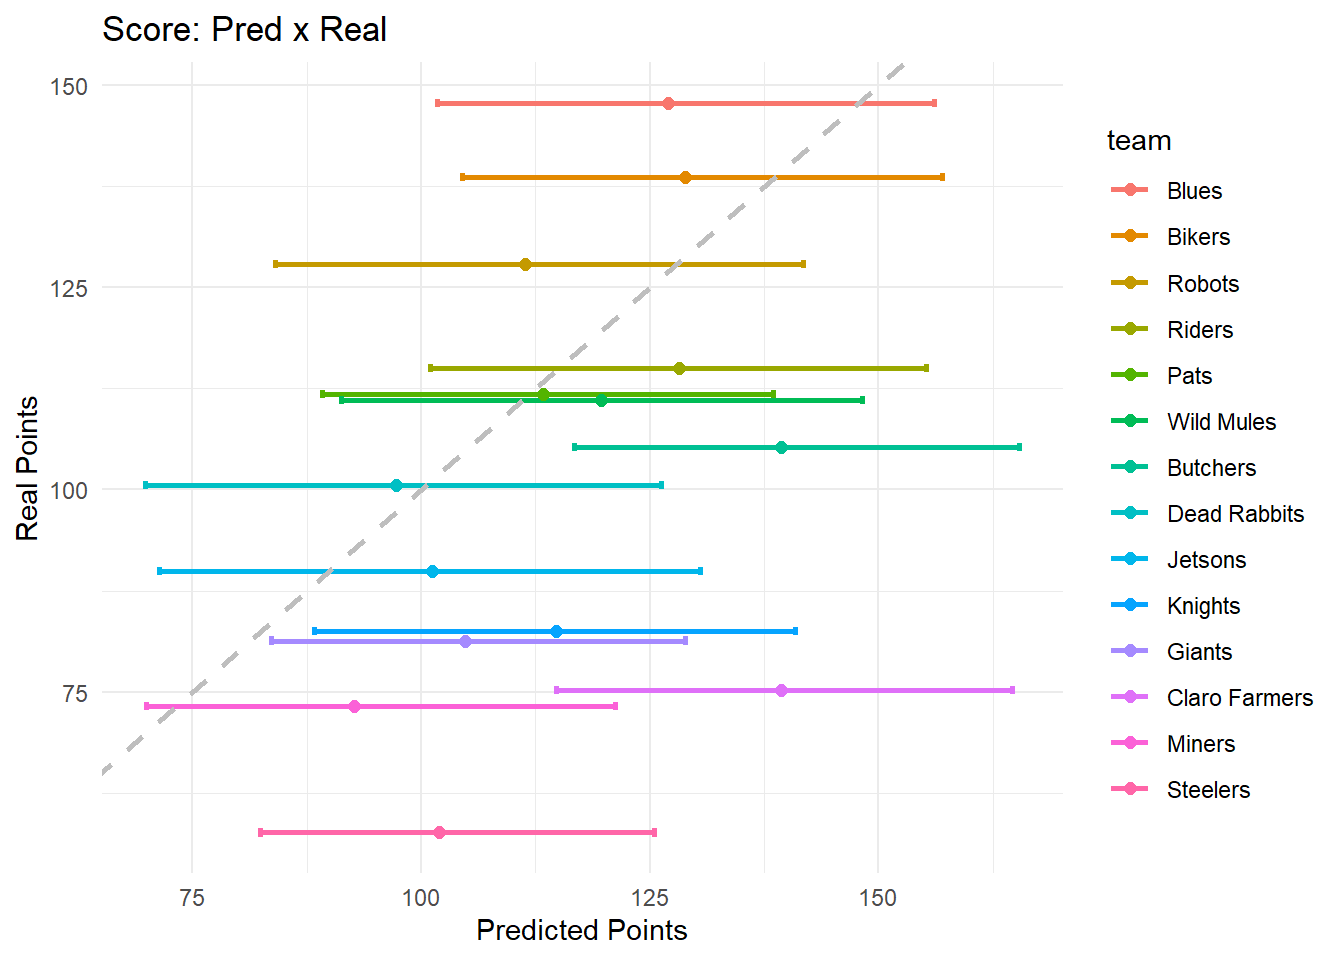 Score: Pred x Real
150
125
100
75
Real Points
75
100
125
150
Predicted Points
team
Blues
Bikers
Robots
Riders
Pats
Wild Mules
Butchers
Dead Rabbits
Jetsons
Knights
Giants
Claro Farmers
Miners
Steelers